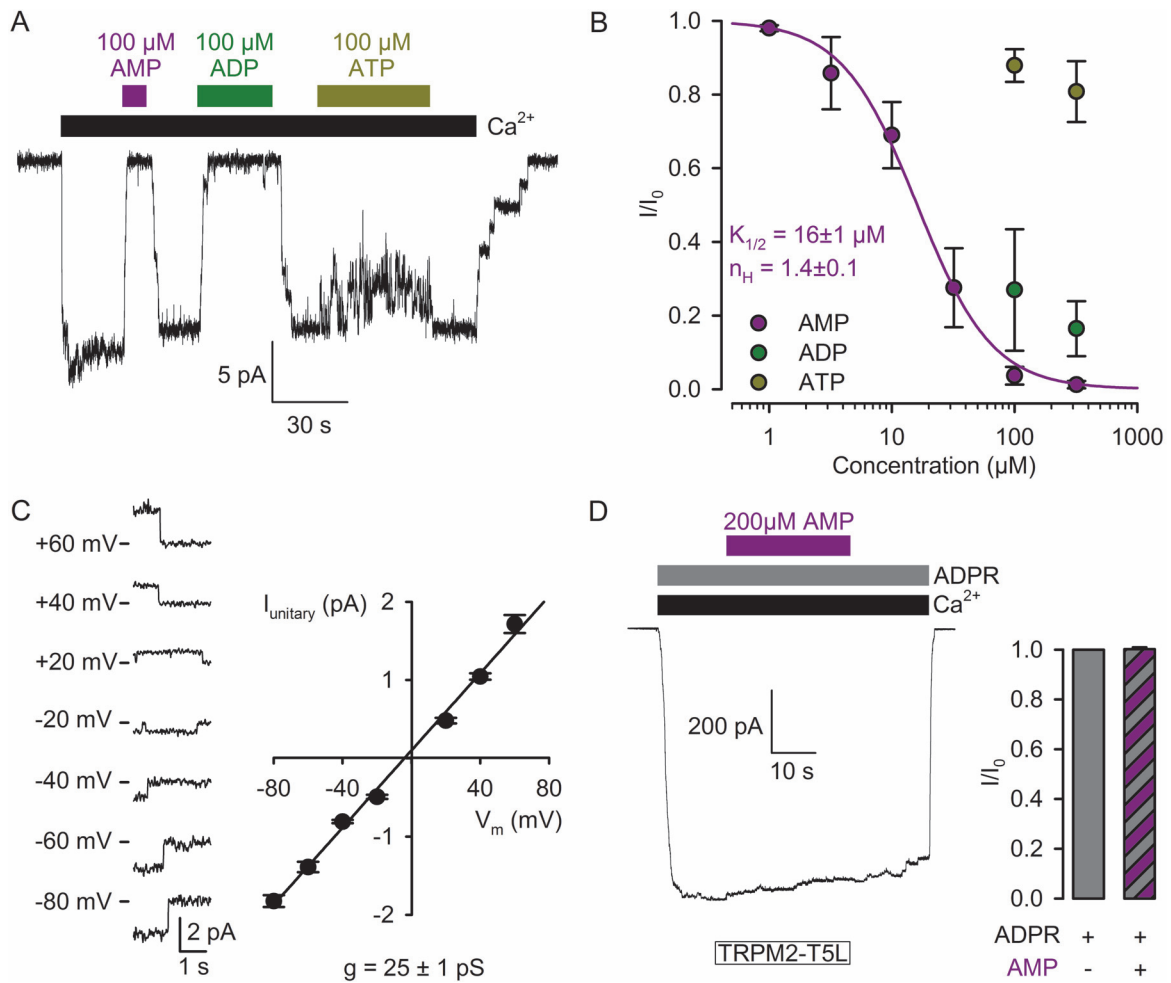 A
100 µM
AMP
100 µM
ADP
100 µM
ATP
Ca2+
5 pA
30 s
B
1.0
0.8
0.6
0.4
0.2
0.0
I/I0
K1/2 = 16±1 µM
nH = 1.4±0.1
AMP
ADP
ATP
1
10
100
1000
Concentration (µM)
C
+60 mV
+40 mV
+20 mV
-20 mV
-40 mV
-60 mV
-80 mV
2 pA
1 s
Iunitary (pA)
2
1
-1
-2
-80
-40
0
40
80
Vm (mV)
g = 25 ± 1 pS
D
200µM AMP
ADPR
Ca2+
200 pA
10 s
TRPM2-T5L
1.0
0.8
0.6
0.4
0.2
0.0
I/I0
ADPR + +
AMP - +